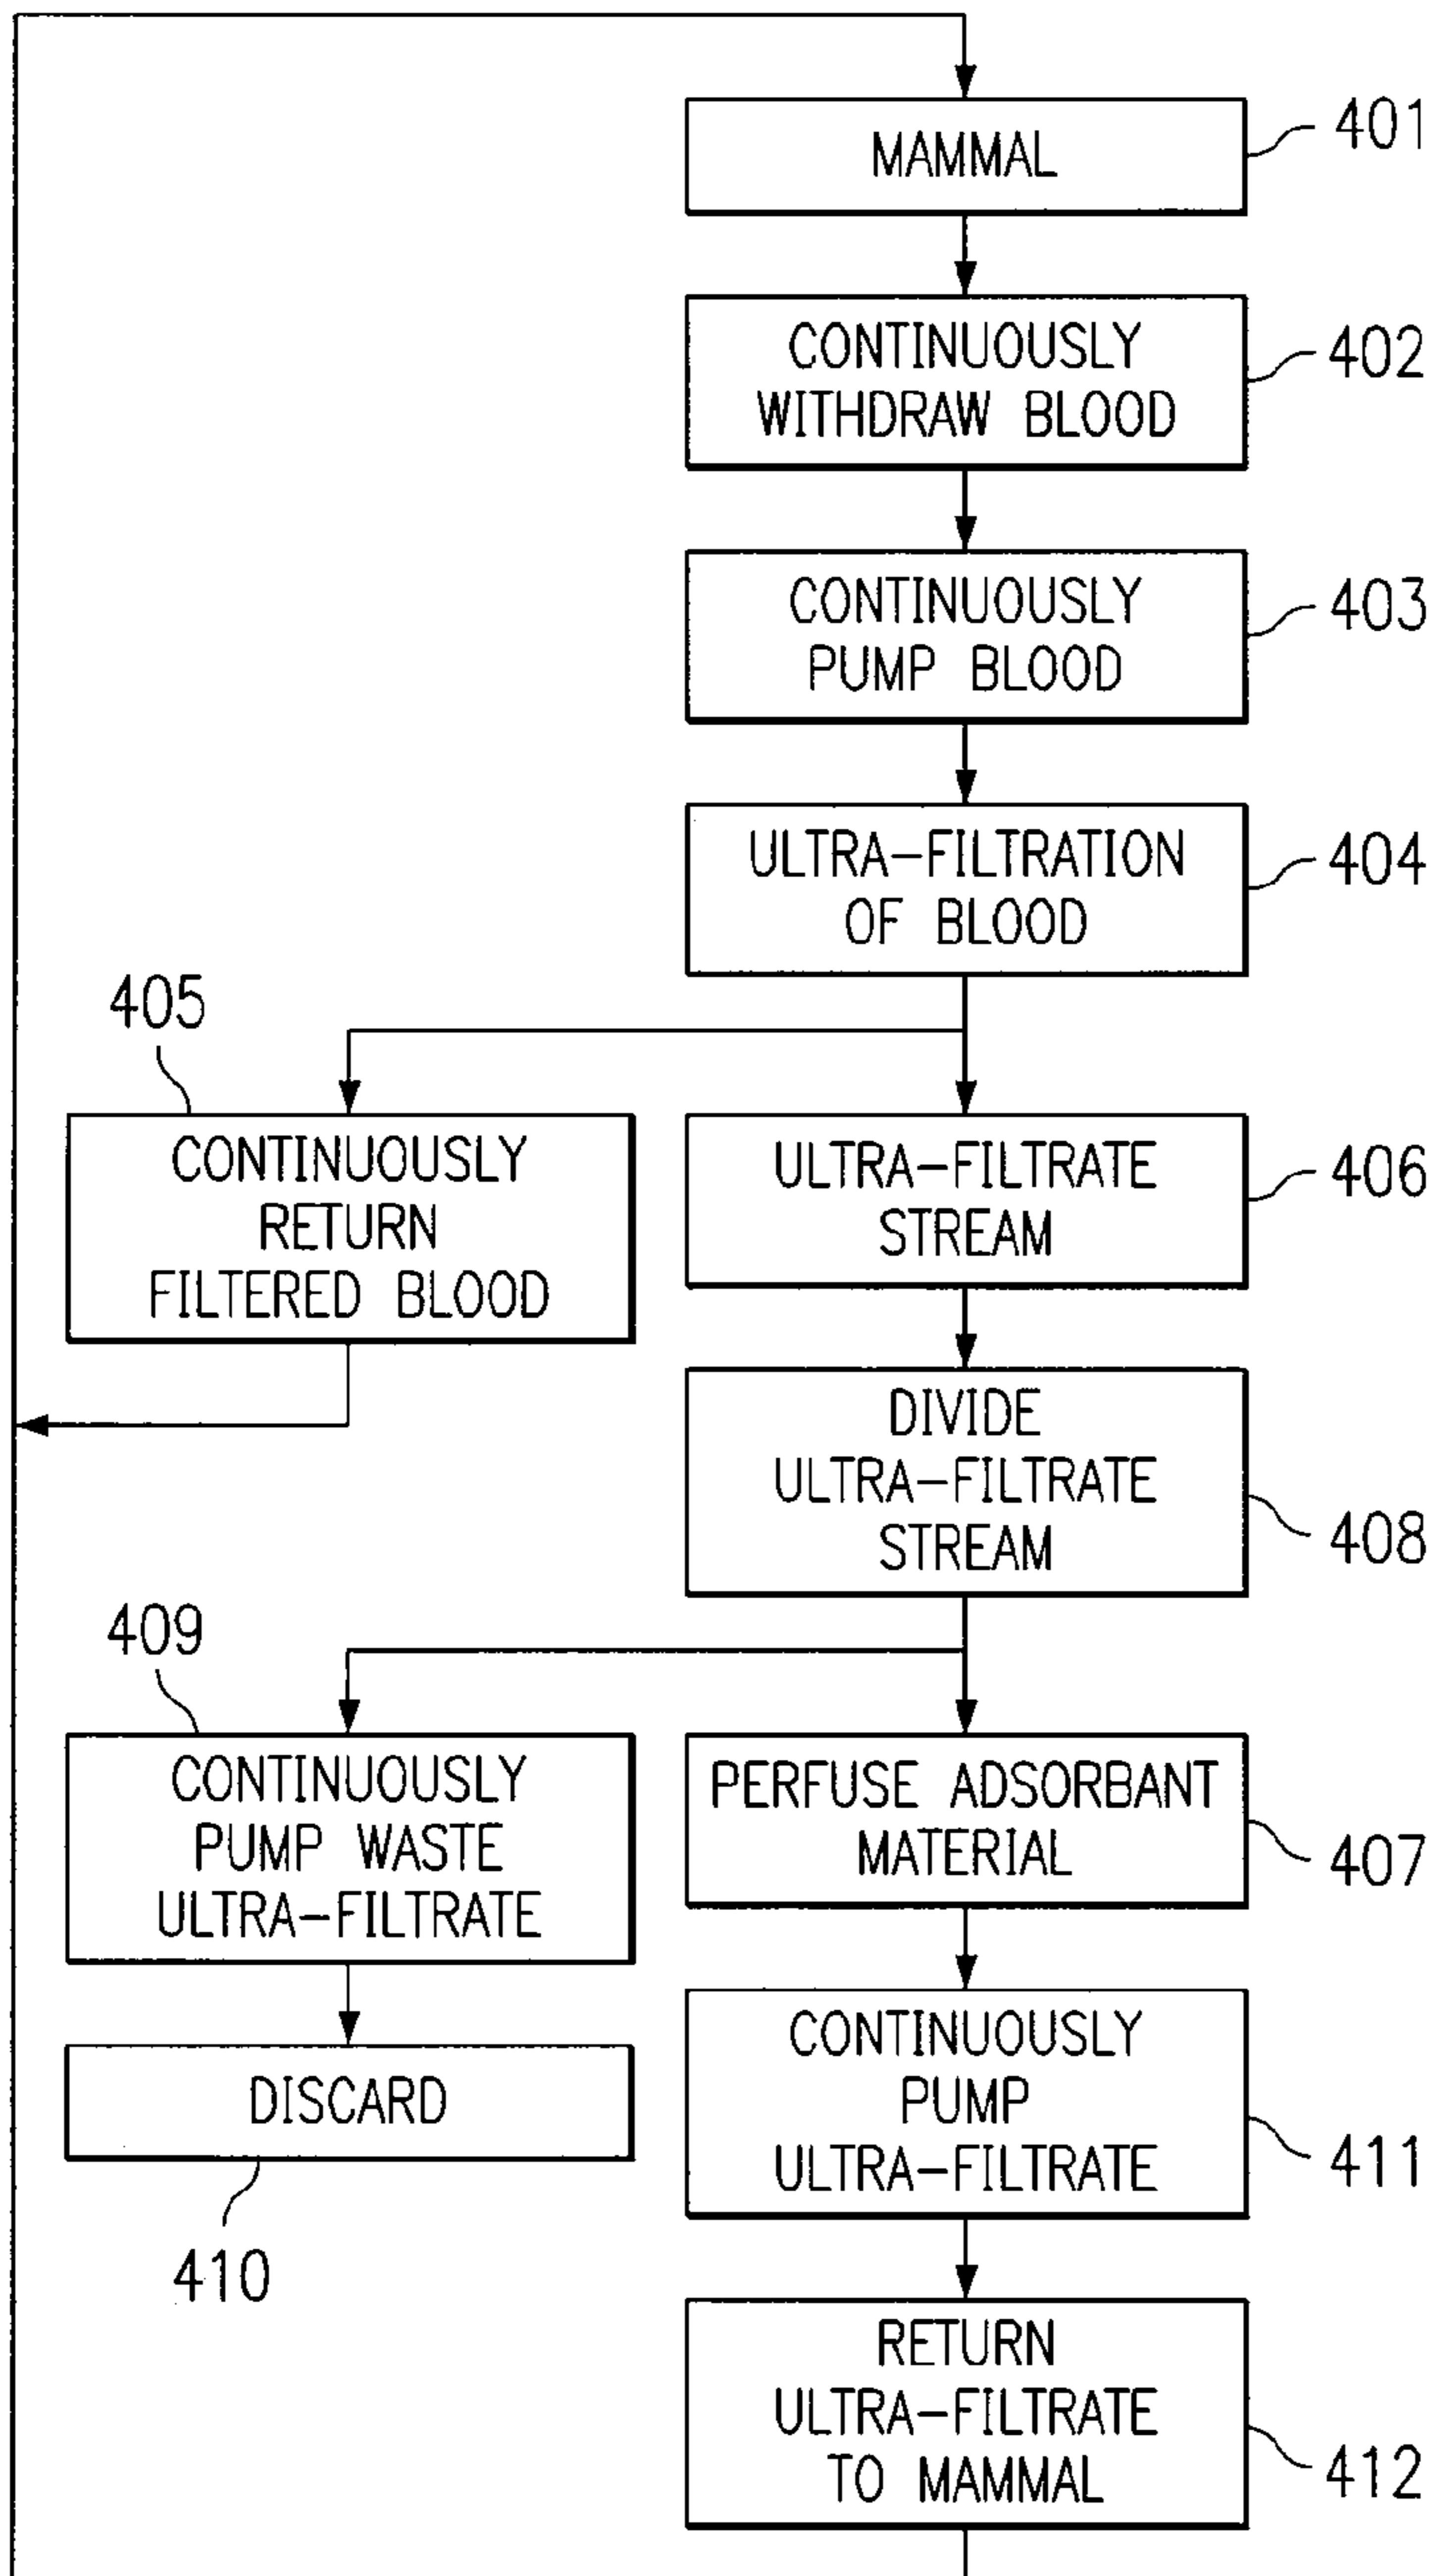 MAMMAL
401
CONTINUOUSLY
WITHDRAW BLOOD
402
CONTINUOUSLY
PUMP BLOOD
403
ULTRA-FILTRATION
OF BLOOD
404
405
CONTINUOUSLY
RETURN
FILTERED BLOOD
ULTRA-FILTRATE
STREAM
406
DIVIDE
ULTRA-FILTRATE
STREAM
408
409
CONTINUOUSLY
PUMP WASTE
ULTRA-FILTRATE
PERFUSE ADSORBANT
MATERIAL
407
DISCARD
410
CONTINUOUSLY
PUMP
ULTRA-FILTRATE
411
RETURN
ULTRA-FILTRATE
TO MAMMAL
412